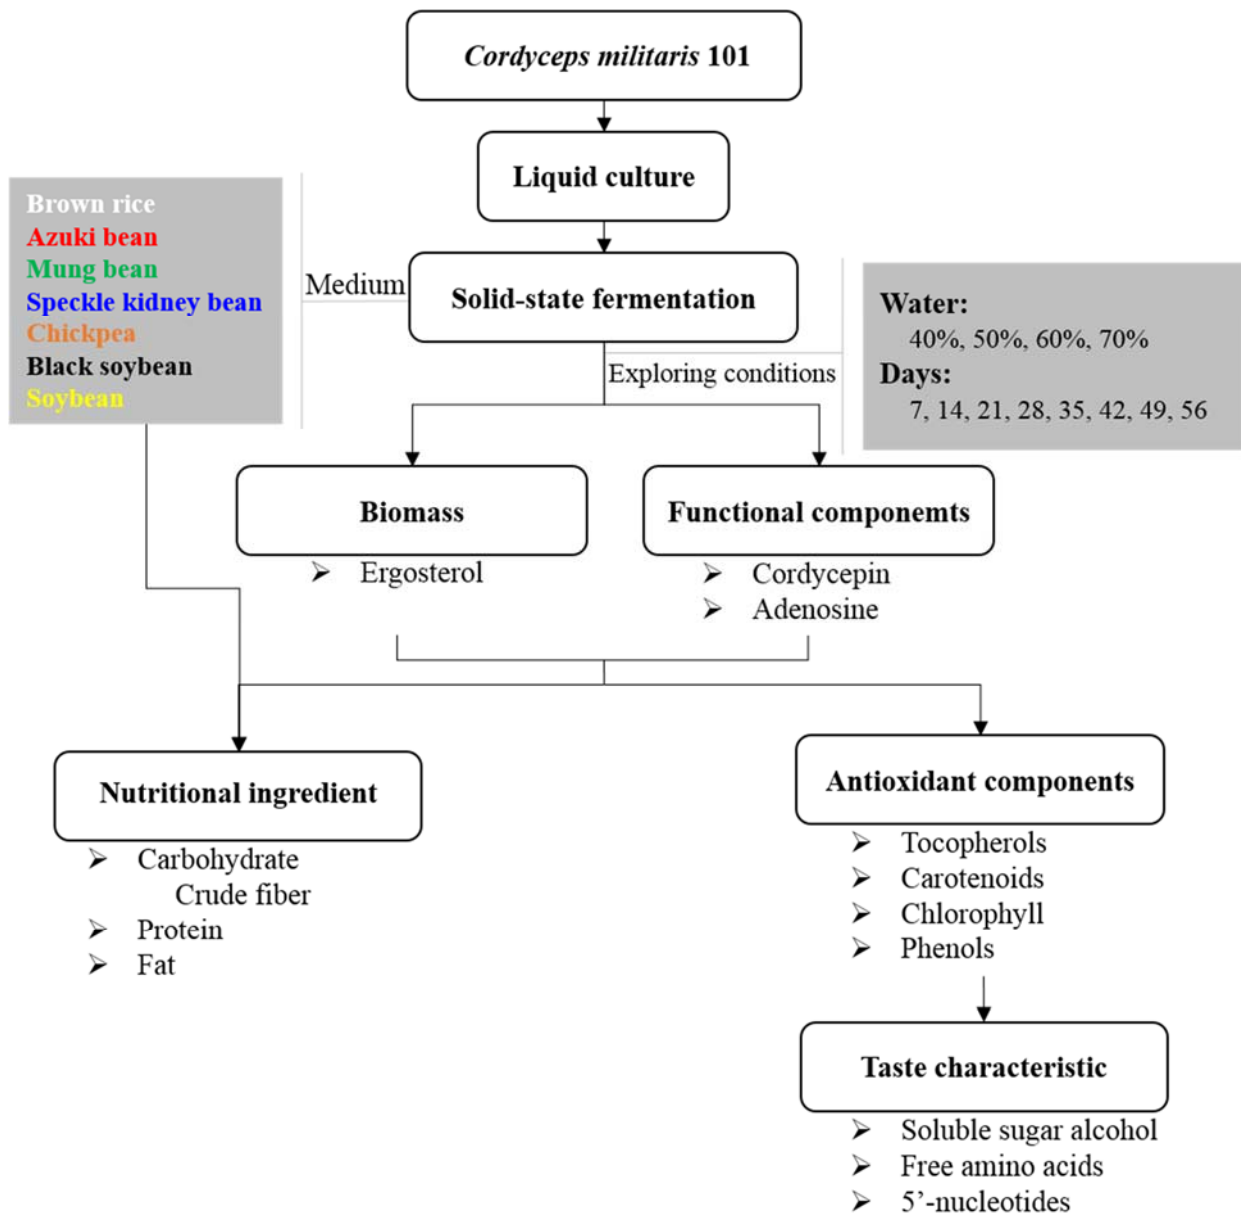 Cordyceps militaris 101
Liquid culture
Brown rice
Azuki bean
Mung bean
Speckle kidney bean
Chickpea
Black soybean
Soybean
Medium
Solid-state fermentation
Exploring conditions
Water:
40%, 50%, 60%, 70%
Days:
7, 14, 21, 28, 35, 42, 49, 56
Biomass
➢ Ergosterol
Functional componemts
➢ Cordycepin
➢ Adenosine
Nutritional ingredient
➢ Carbohydrate
Crude fiber
➢ Protein
➢ Fat
Antioxidant components
➢ Tocopherols
➢ Carotenoids
➢ Chlorophyll
➢ Phenols
Taste characteristic
➢ Soluble sugar alcohol
➢ Free amino acids
➢ 5’-nucleotides